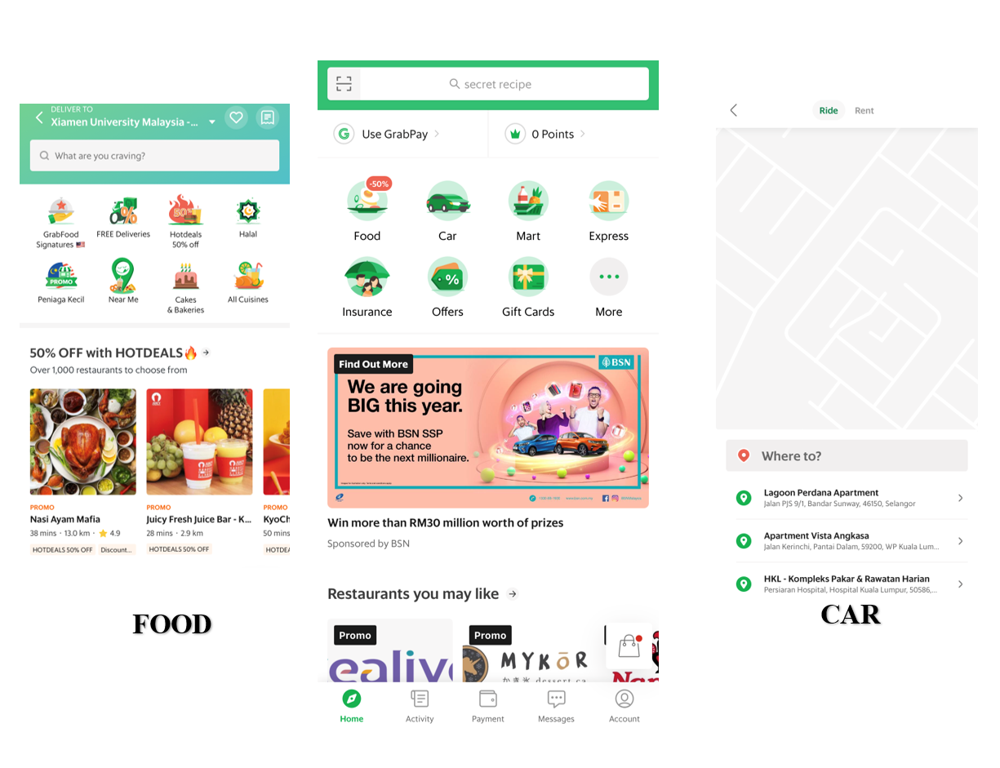 DELIVER TO
Xiamen University Malaysia -...
What are you craving?
GrabFood
Signatures
FREE Deliveries
Hotdeals
50% off
Halal
PROMO
Peniaga Kecil
Near Me
Cakes
& Bakeries
All Cuisines
50% OFF with HOTDEALS
Over 1,000 restaurants to choose from
PROMO
Nasi Ayam Mafia
38 mins · 13.0 km · 4.9
HOTDEALS 50% OFF
Discount...
PROMO
Juicy Fresh Juice Bar - K...
28 mins · 2.9 km
HOTDEALS 50% OFF
PROMO
KyoCh
50 mins
HOTDEA
FOOD
secret recipe
Use GrabPay
0 Points
-50%
Food
Car
Mart
Express
Insurance
Offers
Gift Cards
More
Find Out More
BSN
We are going
BIG this year.
Save with BSN SSP
now for a chance
to be the next millionaire.
Win more than RM30 million worth of prizes
Sponsored by BSN
Restaurants you may like
Promo
ealiv
Promo
MYKŌR
かき氷 dessert ca
Home
Activity
Payment
Messages
Account
Ride
Rent
Where to?
Lagoon Perdana Apartment
Jalan PJS 9/1, Bandar Sunway, 46150, Selangor
Apartment Vista Angkasa
Jalan Kerinchi, Pantai Dalam, 59200, WP Kuala Lum...
HKL - Kompleks Pakar & Rawatan Harian
Persiaran Hospital, Hospital Kuala Lumpur, 50586,...
CAR